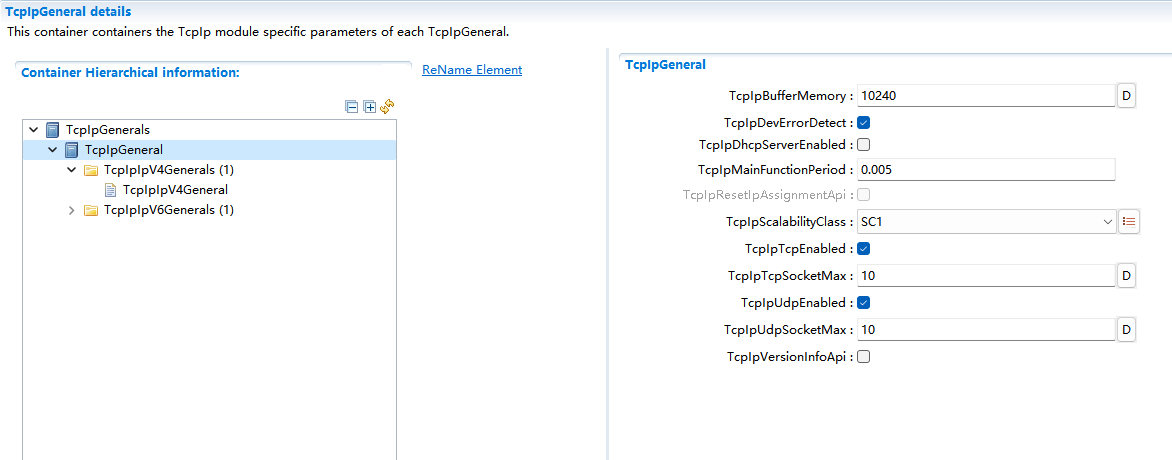 TcpIpGeneral details
This container containers the TcpIp module specific parameters of each TcpIpGeneral.
Container Hierarchical information:
ReName Element
TcpIpGenerals
TcpIpGeneral
TcpIpIpV4Generals (1)
TcpIpIpV4General
TcpIpIpV6Generals (1)
TcpIpGeneral
TcpIpBufferMemory : 10240 D
TcpIpDevErrorDetect :
TcpIpDhcpServerEnabled :
TcpIpMainFunctionPeriod : 0.005
TcpIpResetIpAssignmentApi :
TcpIpScalabilityClass : SC1
TcpIpTcpEnabled :
TcpIpTcpSocketMax : 10 D
TcpIpUdpEnabled :
TcpIpUdpSocketMax : 10 D
TcpIpVersionInfoApi :